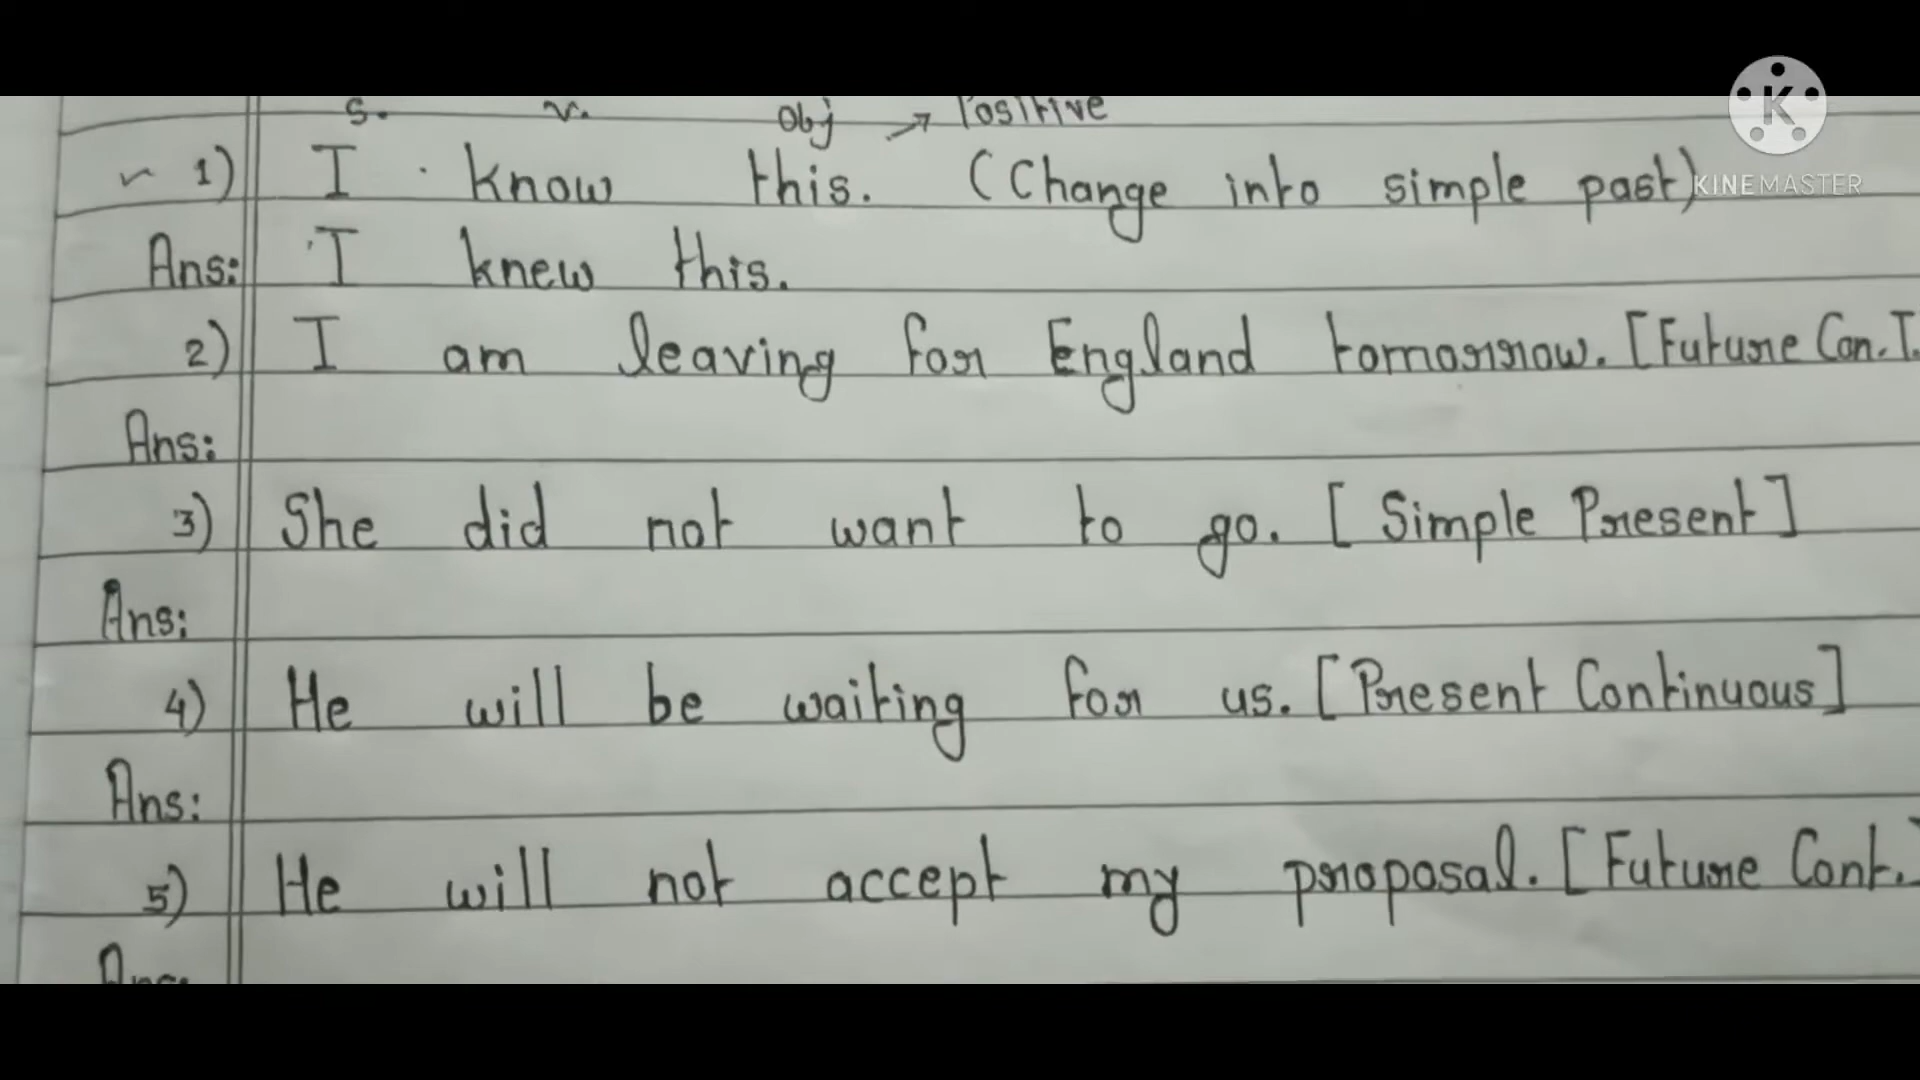 s. v. obj → Positive
1) I know this. (Change into simple past)
KINEMASTER
Ans: I knew this.
2) I am leaving for England tomorrow. [Future Con. T.
Ans:
3) She did not want to go. [Simple Present]
Ans:
4) He will be waiting for us. [Present Continuous]
Ans:
5) He will not accept my proposal. [Future Cont.]
Ans: